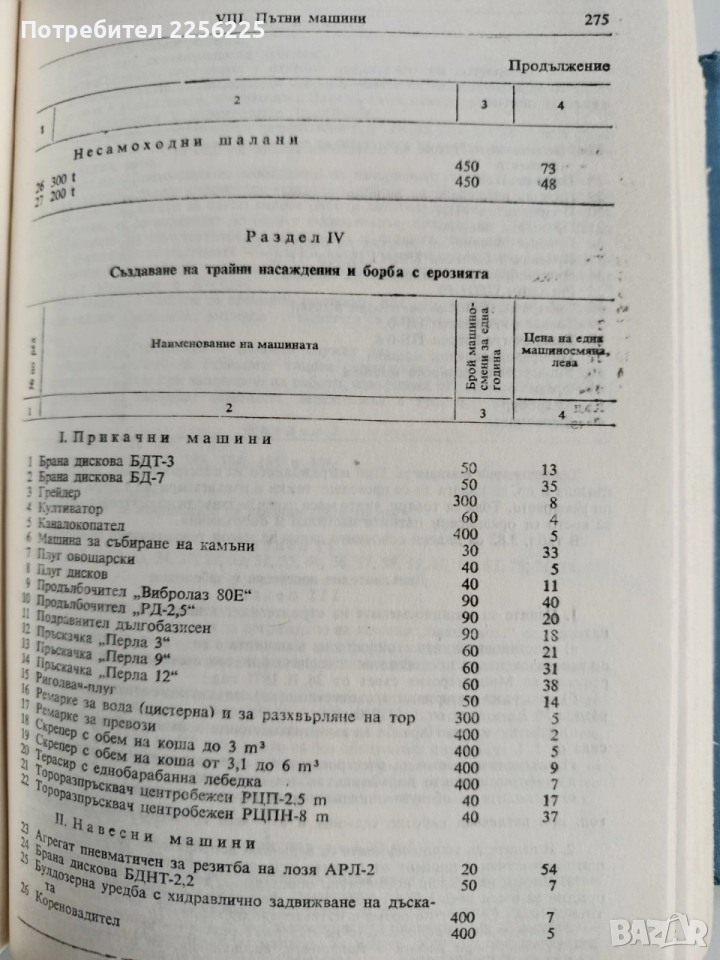 Потребител 2256225
VIII. Пътни машини 275
Продължение
1 2 3 4
Несамоходни шалани
26 300 t 450 73
27 200 t 450 48
Раздел IV
Създаване на трайни насаждения и борба с ерозията
№ по ред
Наименование на машината
Брой машино-
смени за една
година
Цена на една
машиносмяна,
лева
1 2 3 4
I. Прикачни машини
1 Брана дискова БДТ-3 50 13
2 Брана дискова БД-7 50 35
3 Грейдер 300 8
4 Култиватор 60 4
5 Каналокопател 40 5
6 Машина за събиране на камъни 30 33
7 Плуг овощарски 40 5
8 Плуг дисков 40 11
9 Продълбочител „Вибролаз 80Е“ 90 40
10 Продълбочител „РД-2,5“ 90 20
11 Подравнител дългобазисен 90 18
12 Пръскачка „Перла 3“ 60 21
13 Пръскачка „Перла 9“ 60 31
14 Пръскачка „Перла 12“ 60 38
15 Риголвач-плуг 50 14
16 Ремарке за вола (цистерна) и за разхвърляне на тор 300 5
17 Ремарке за превози 400 2
18 Скрепер с обем на коша до 3 m³ 400 5
19 Скрепер с обем на коша от 3,1 до 6 m³ 400 9
20 Терасир с еднобарабанна лебедка 400 7
21 Тороразпръсквач центробежен РЦП-2,5 m 40 17
22 Тороразпръсквач центробежен РЦПН-8 m 40 37
II. Навесни машини
23 Агрегат пневматичен за резитба на лозя АРЛ-2 20 54
24 Брана дискова БДНТ-2,2 50 7
25 Булдозерна уредба с хидравлично задвижване на дъска-
та 400 7
26 Кореновадител 400 5
BAZAR